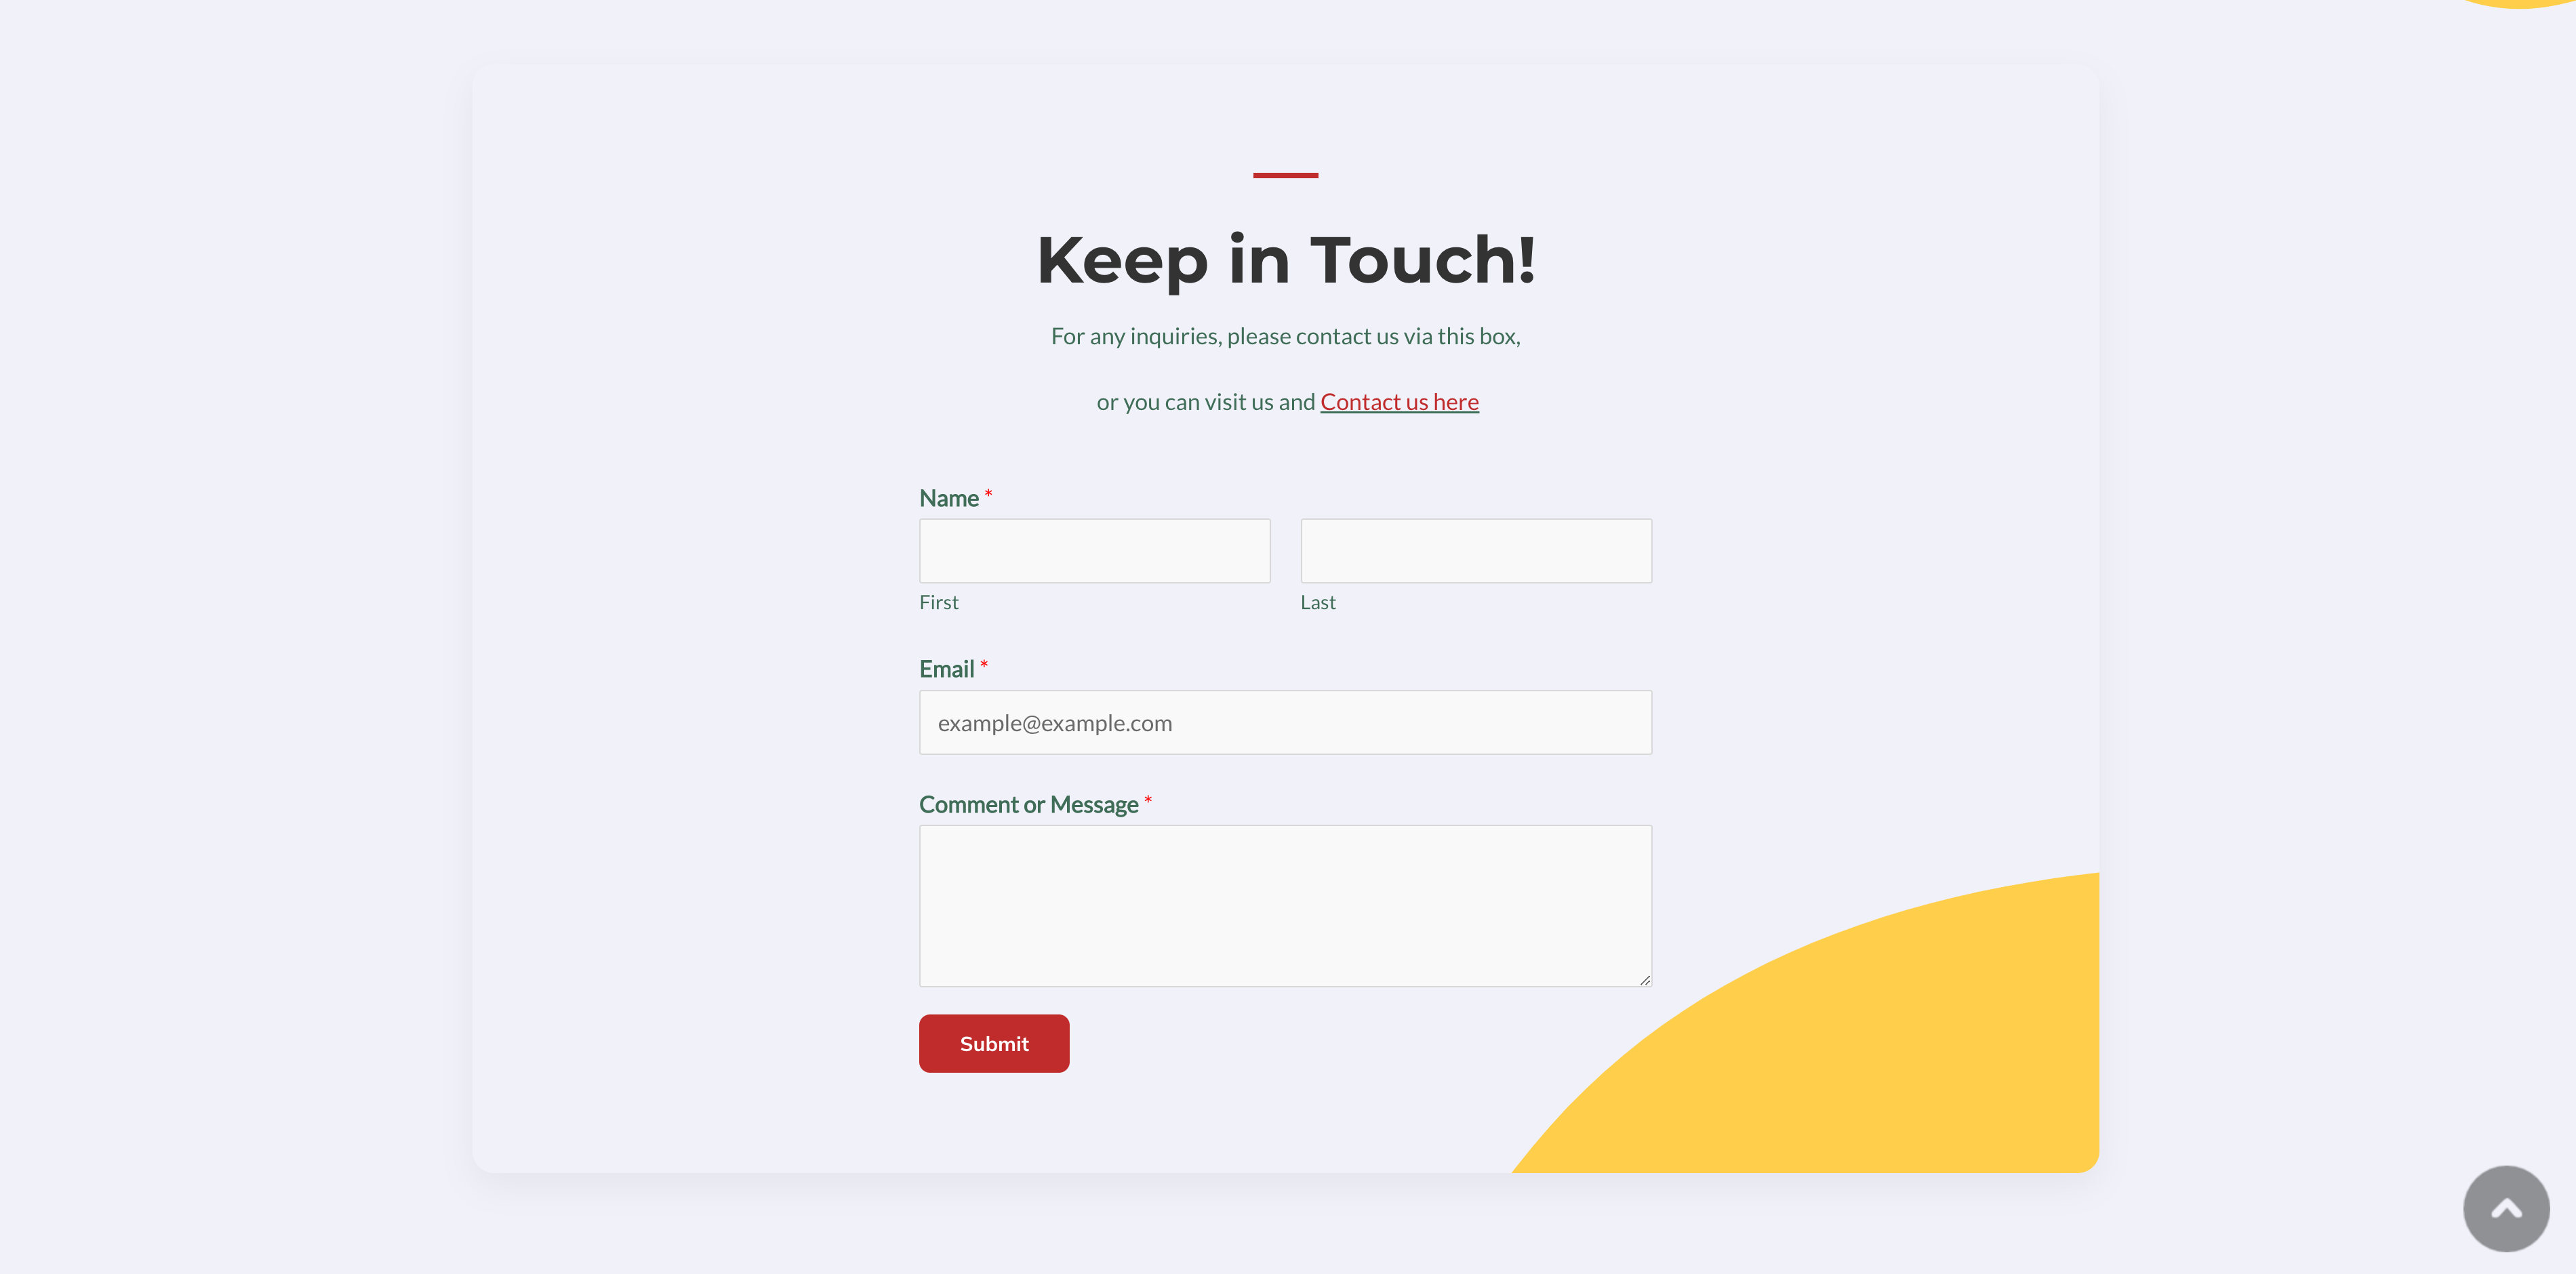 Keep in Touch!
For any inquiries, please contact us via this box,
or you can visit us and Contact us here
Name *
First
Last
Email *
example@example.com
Comment or Message *
Submit